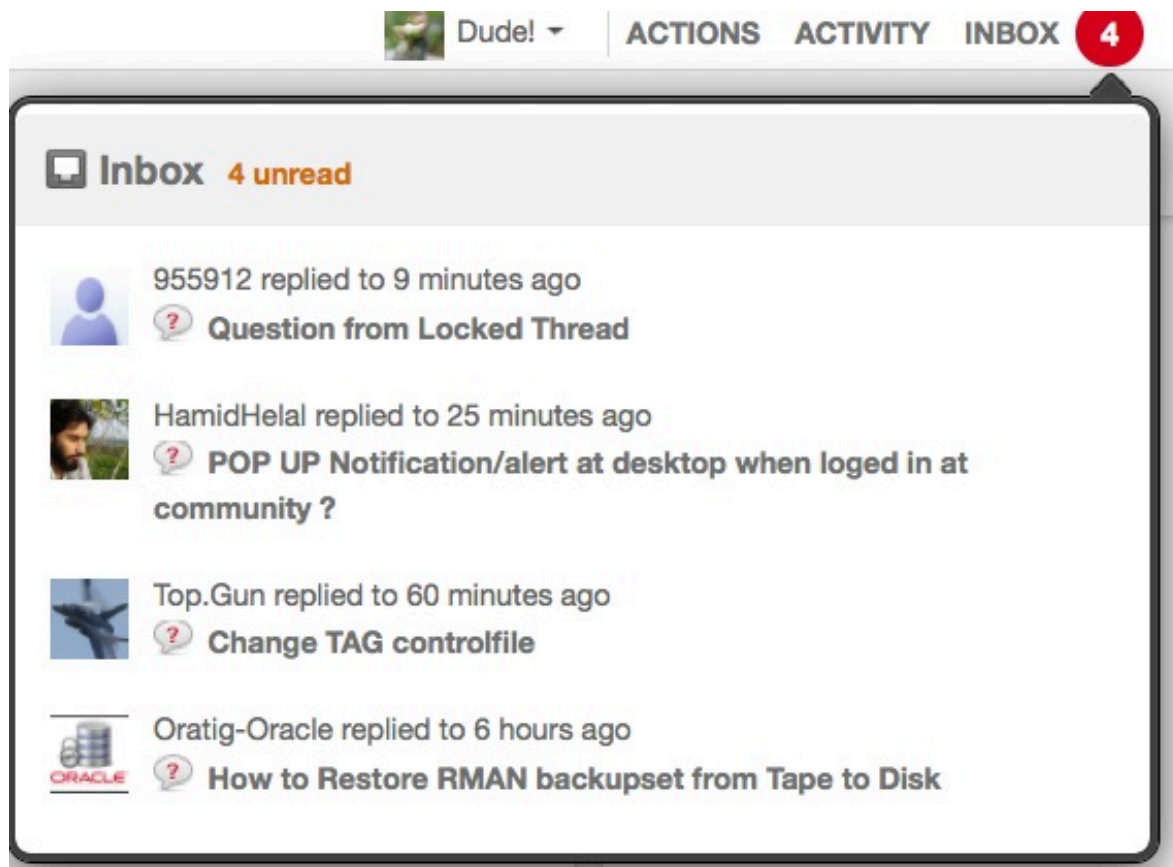 Dude!
ACTIONS ACTIVITY INBOX 4
Inbox 4 unread
955912 replied to 9 minutes ago
? Question from Locked Thread
HamidHelal replied to 25 minutes ago
? POP UP Notification/alert at desktop when loged in at
community ?
Top.Gun replied to 60 minutes ago
? Change TAG controlfile
Oratig-Oracle replied to 6 hours ago
ORACLE
? How to Restore RMAN backupset from Tape to Disk